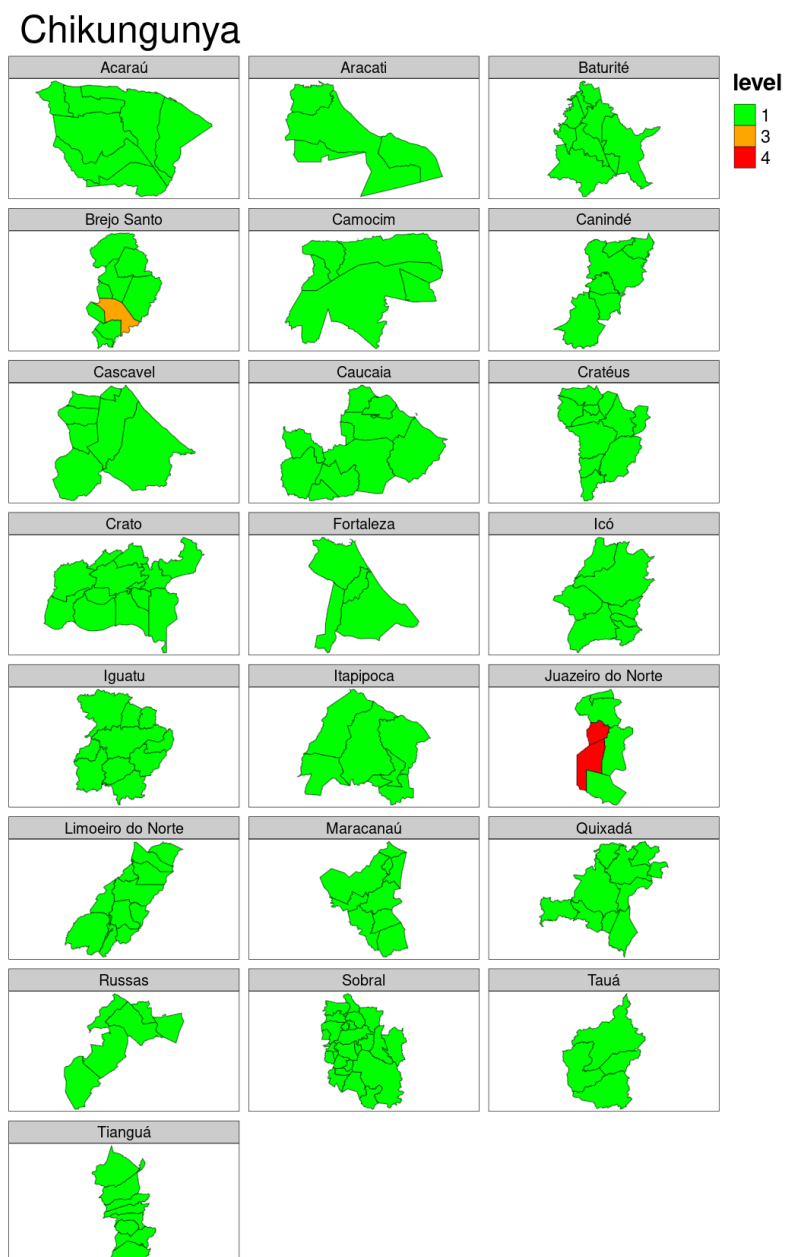 Chikungunya
Acaraú
Aracati
Baturité
level
1
3
4
Brejo Santo
Camocim
Canindé
Cascavel
Caucaia
Cratéus
Crato
Fortaleza
Icó
Iguatu
Itapipoca
Juazeiro do Norte
Limoeiro do Norte
Maracanaú
Quixadá
Russas
Sobral
Tauá
Tianguá